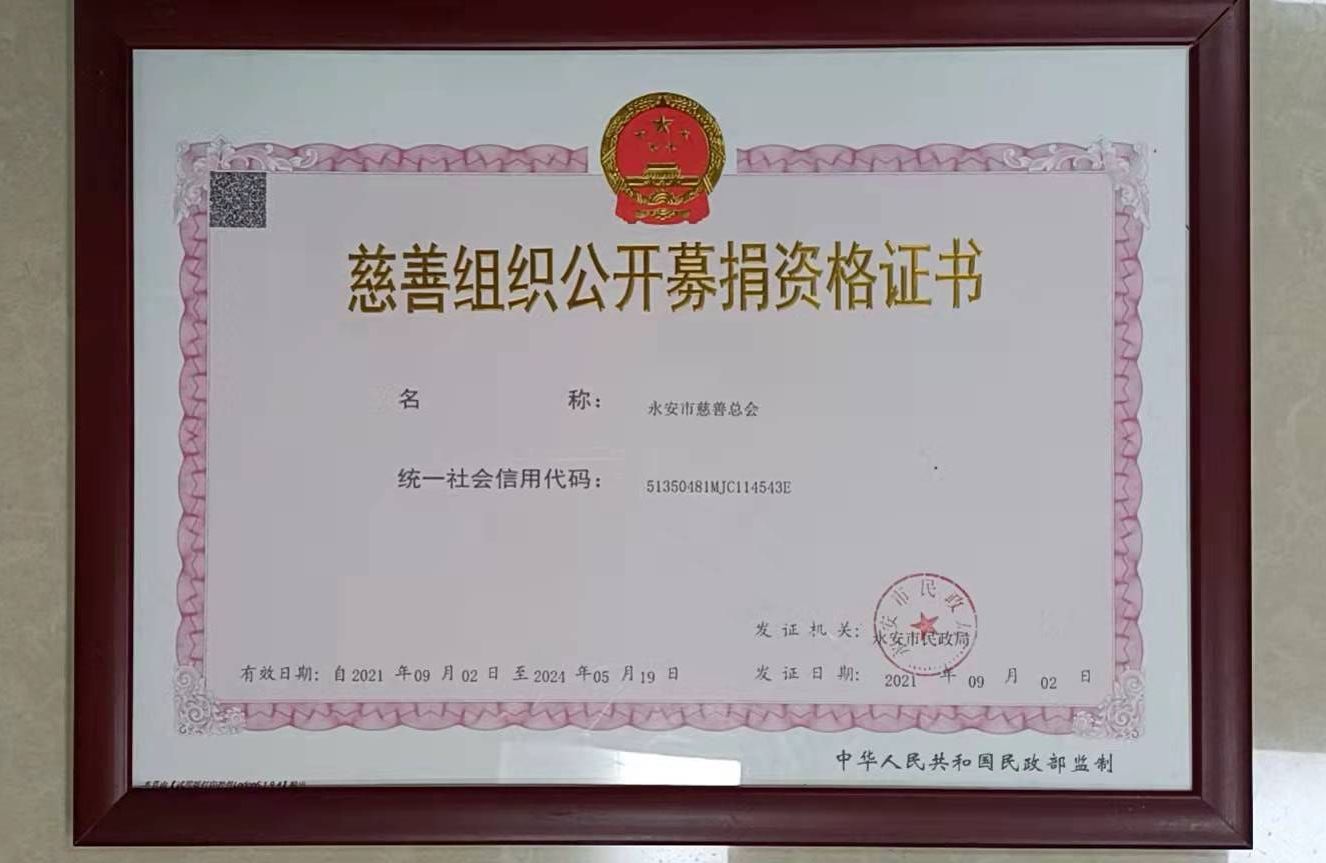 慈善组织公开募捐资格证书
名 称： 永安市慈善总会
统一社会信用代码： 51350481MJC114543E
安市民政
发证机关： 永安市民政局
有效日期：自2021年09月02日至2024年05月19日
发证日期： 2021年09月02日
中华人民共和国民政部监制